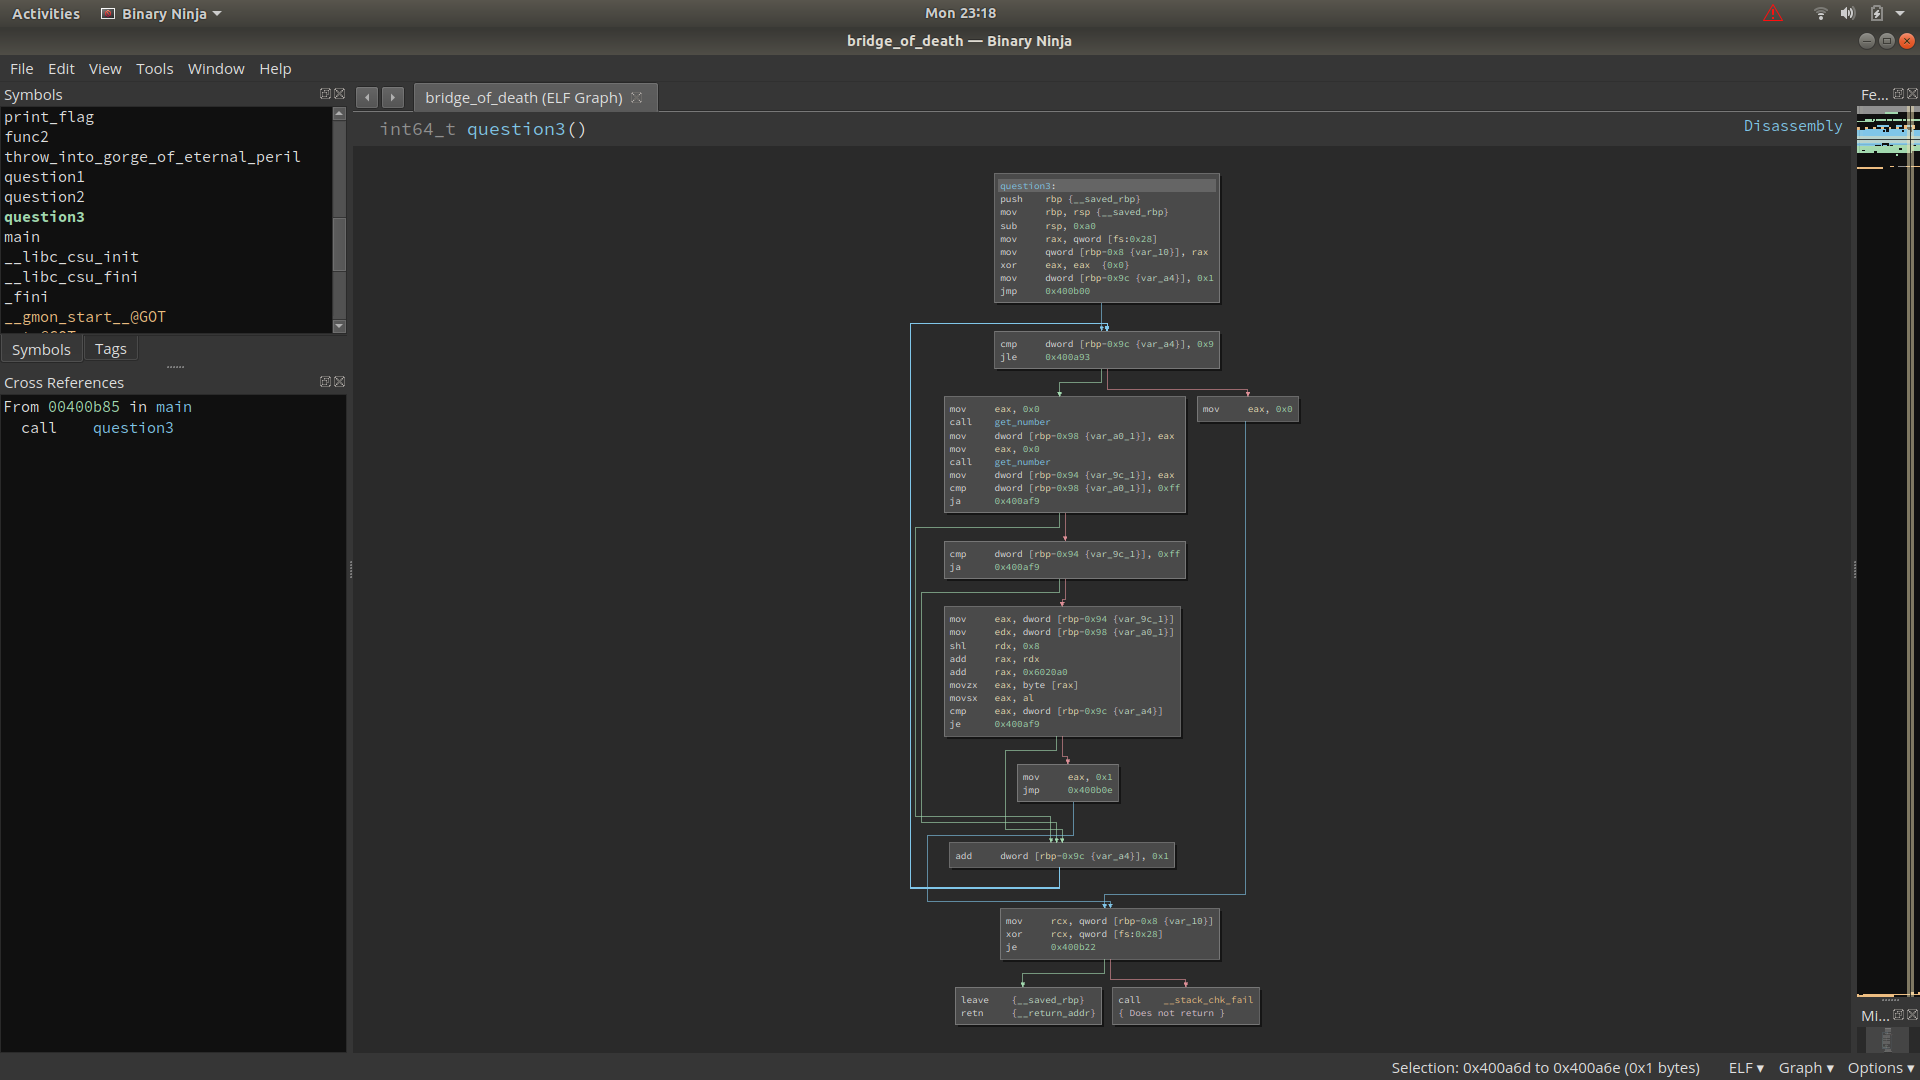 Activities Binary Ninja Mon 23:18
bridge_of_death — Binary Ninja
File Edit View Tools Window Help
Symbols
print_flag
func2
throw_into_gorge_of_eternal_peril
question1
question2
question3
main
__libc_csu_init
__libc_csu_fini
_fini
__gmon_start__@GOT
Symbols Tags
Cross References
From 00400b85 in main
call question3
bridge_of_death (ELF Graph)
int64_t question3()
Disassembly
question3:
push rbp {__saved_rbp}
mov rbp, rsp {__saved_rbp}
sub rsp, 0xa0
mov rax, qword [fs:0x28]
mov qword [rbp-0x8 {var_10}], rax
xor eax, eax {0x0}
mov dword [rbp-0x9c {var_a4}], 0x1
jmp 0x400b00
cmp dword [rbp-0x9c {var_a4}], 0x9
jle 0x400a93
mov eax, 0x0
call get_number
mov dword [rbp-0x98 {var_a0_1}], eax
mov eax, 0x0
call get_number
mov dword [rbp-0x94 {var_9c_1}], eax
cmp dword [rbp-0x98 {var_a0_1}], 0xff
ja 0x400af9
mov eax, 0x0
cmp dword [rbp-0x94 {var_9c_1}], 0xff
ja 0x400af9
mov eax, dword [rbp-0x94 {var_9c_1}]
mov edx, dword [rbp-0x98 {var_a0_1}]
shl rdx, 0x8
add rax, rdx
add rax, 0x6020a0
movzx eax, byte [rax]
movsx eax, al
cmp eax, dword [rbp-0x9c {var_a4}]
je 0x400af9
mov eax, 0x1
jmp 0x400b0e
add dword [rbp-0x9c {var_a4}], 0x1
mov rcx, qword [rbp-0x8 {var_10}]
xor rcx, qword [fs:0x28]
je 0x400b22
leave {__saved_rbp}
retn {__return_addr}
call __stack_chk_fail
{ Does not return }
Fe...
Mi...
Selection: 0x400a6d to 0x400a6e (0x1 bytes) ELF Graph Options